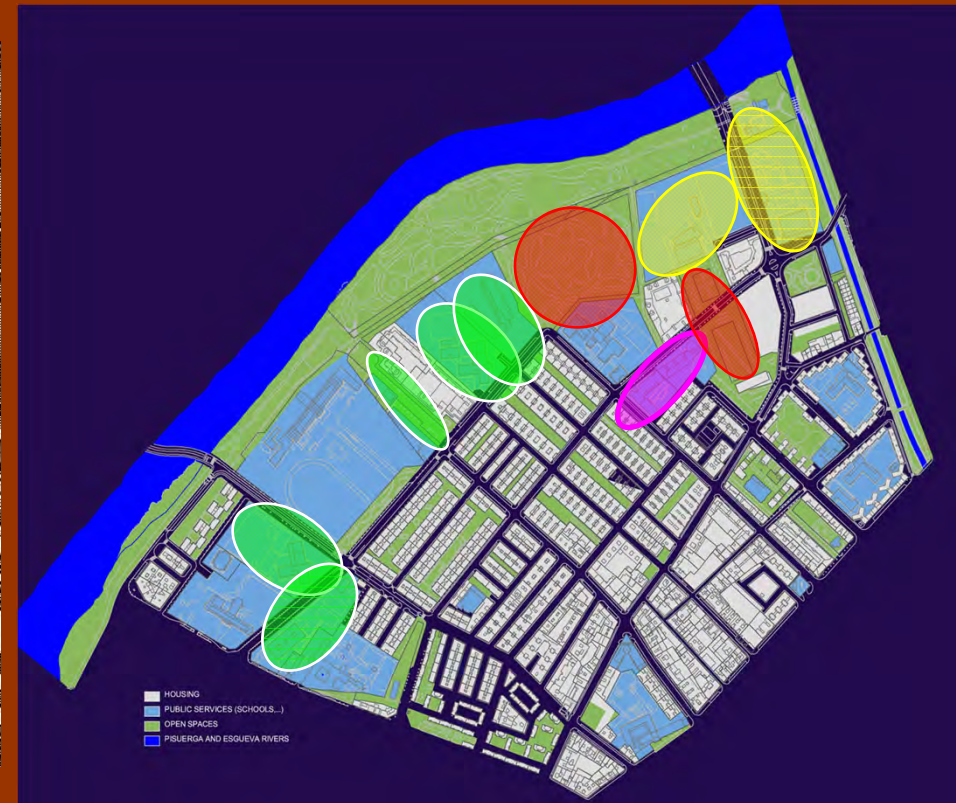 HOUSING
PUBLIC SERVICES (SCHOOLS,...)
OPEN SPACES
PISUERGA AND ESGUEVA RIVERS